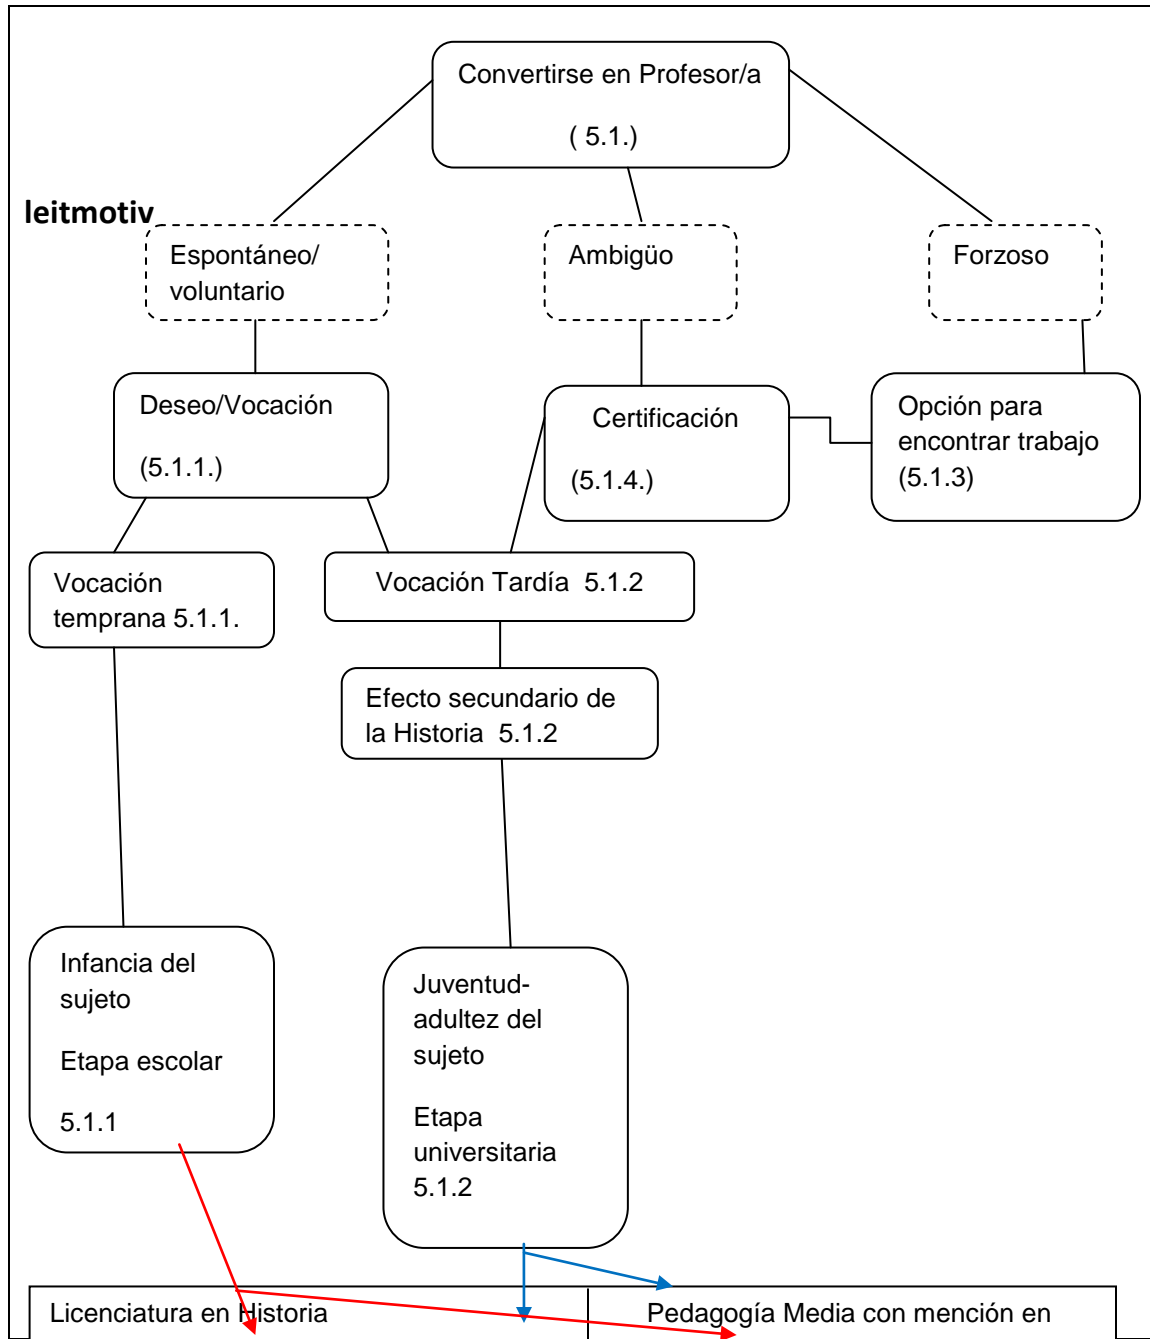 Convertirse en Profesor/a
( 5.1.)
leitmotiv
Espontáneo/
voluntario
Ambigüo
Forzoso
Deseo/Vocación
(5.1.1.)
Certificación
(5.1.4.)
Opción para
encontrar trabajo
(5.1.3)
Vocación
temprana 5.1.1.
Vocación Tardía  5.1.2
Efecto secundario de
la Historia  5.1.2
Infancia del
sujeto
Etapa escolar
5.1.1
Juventud-
adultez del
sujeto
Etapa
universitaria
5.1.2
Licenciatura en Historia
Pedagogía Media con mención en